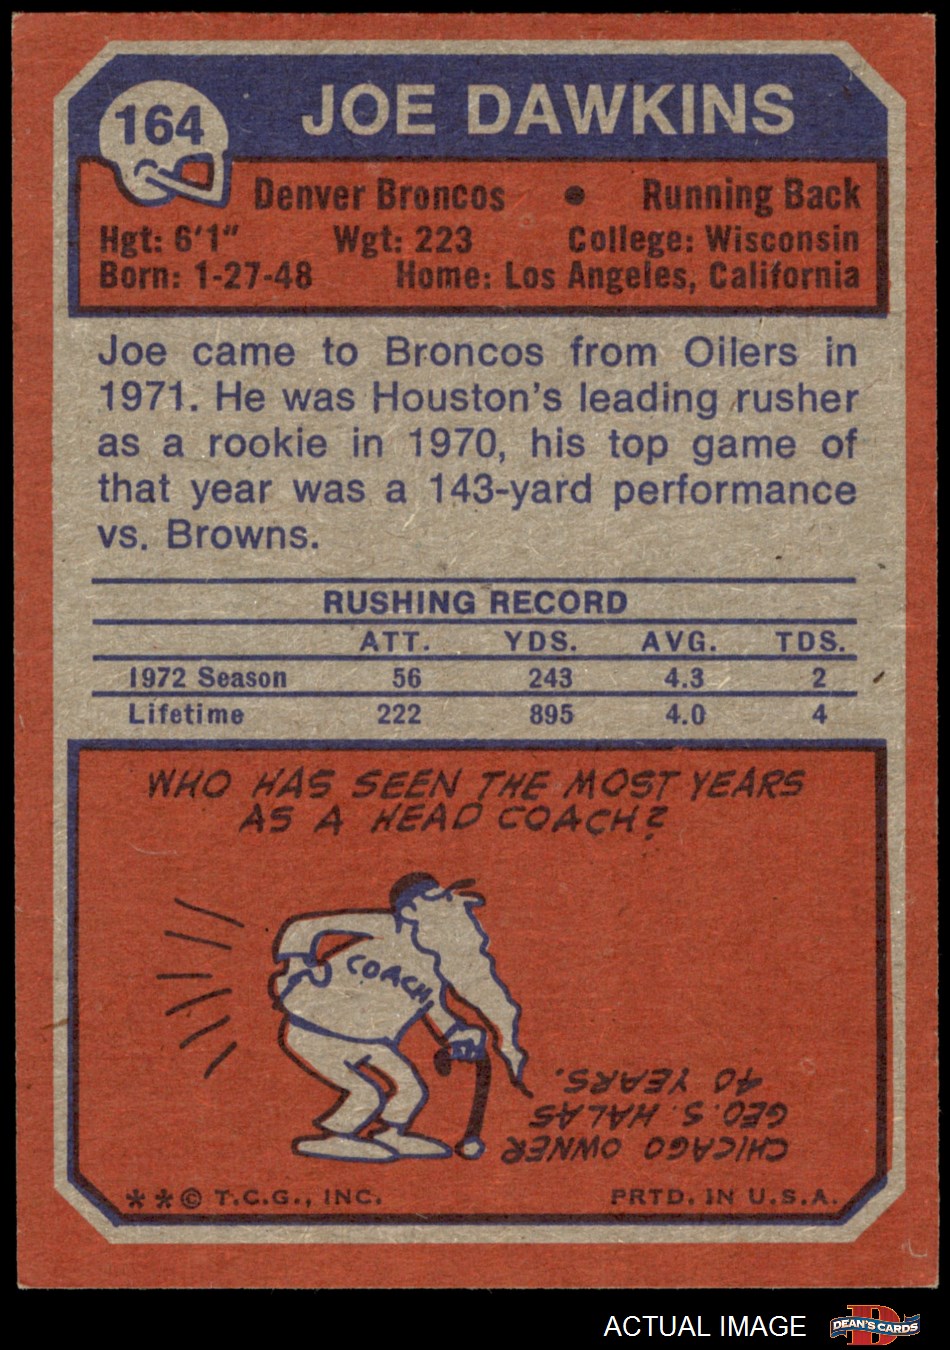 164
JOE DAWKINS
Denver Broncos • Running Back
Hgt: 6'1" Wgt: 223 College: Wisconsin
Born: 1-27-48 Home: Los Angeles, California
Joe came to Broncos from Oilers in
1971. He was Houston's leading rusher
as a rookie in 1970, his top game of
that year was a 143-yard performance
vs. Browns.
RUSHING RECORD
ATT. YDS. AVG. TDS.
1972 Season 56 243 4.3 2
Lifetime 222 895 4.0 4
WHO HAS SEEN THE MOST YEARS
AS A HEAD COACH?
COACH
CHICAGO OWNER
GEO. S. HALAS
40 YEARS.
**© T.C.G., INC. PRTD. IN U.S.A.
ACTUAL IMAGE
D
DEAN'S CARDS